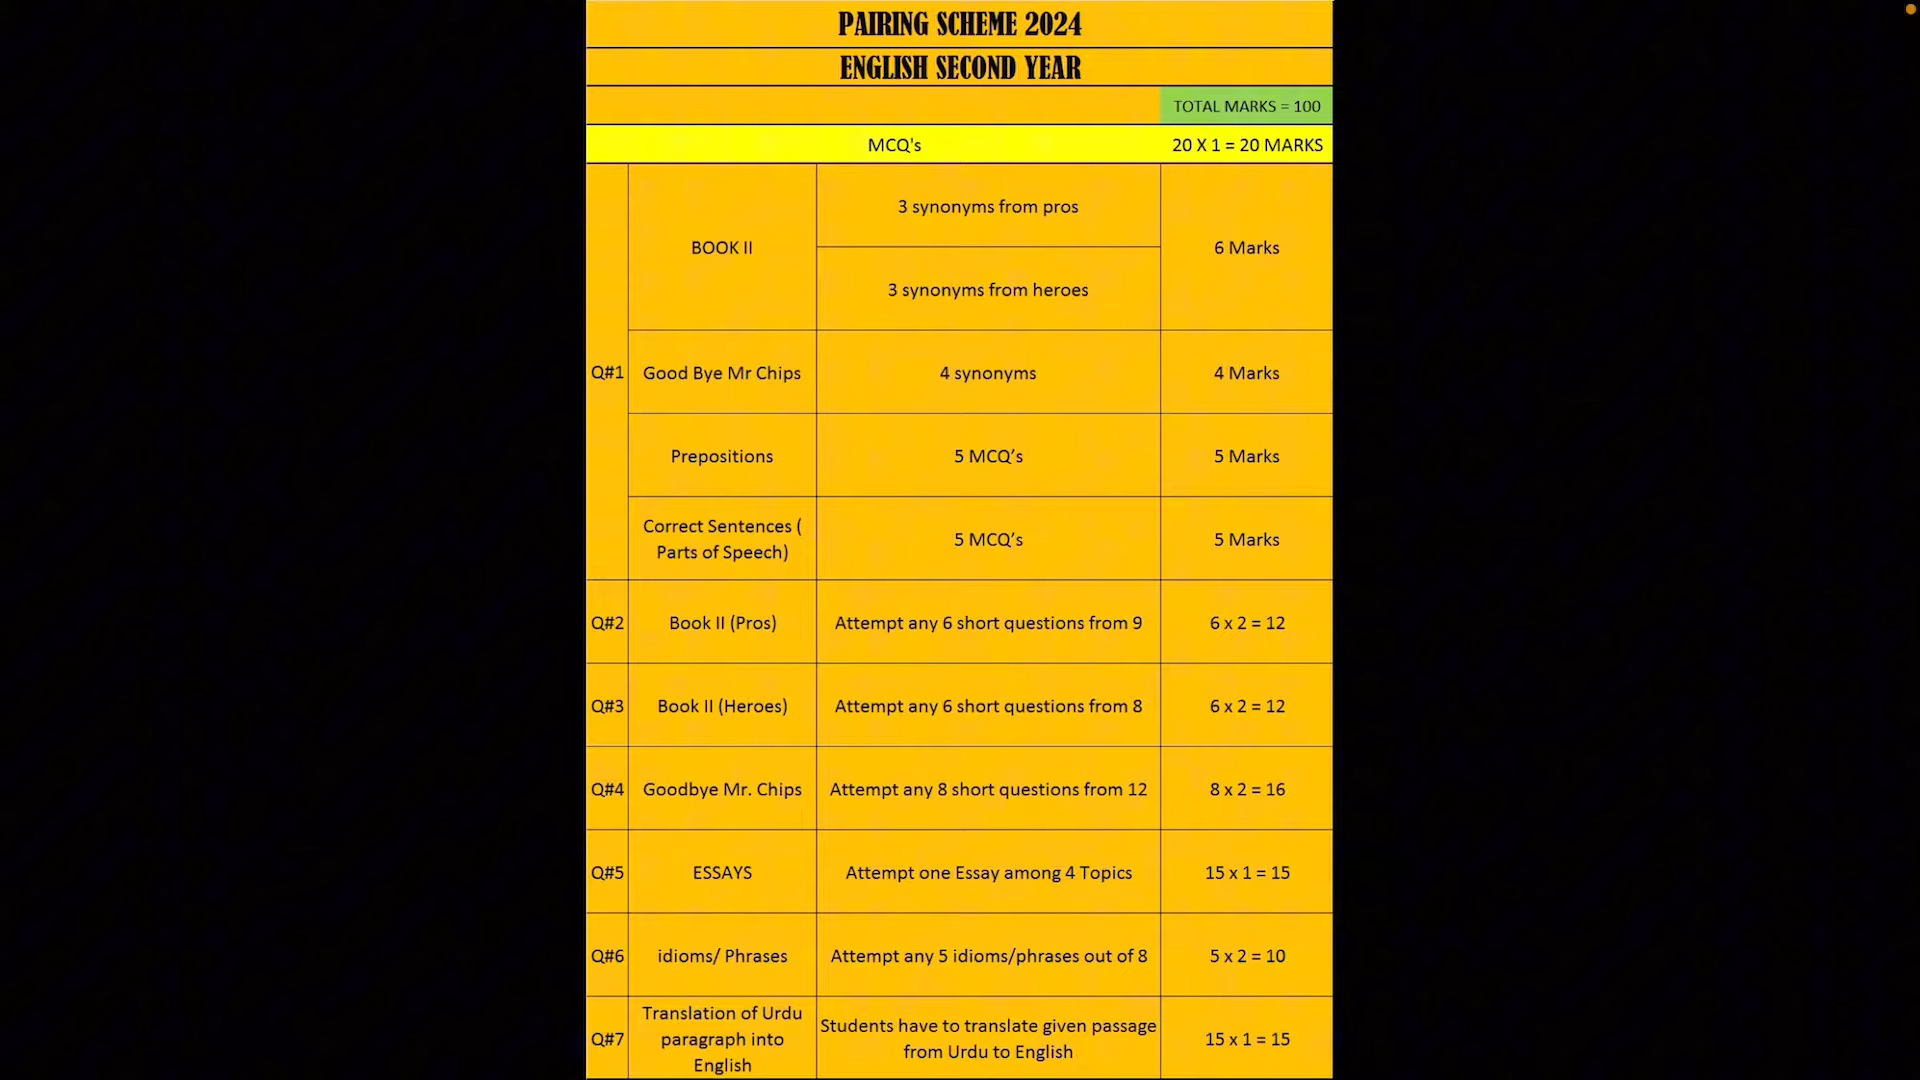 PAIRING SCHEME 2024
ENGLISH SECOND YEAR
TOTAL MARKS = 100
MCQ's
20 X 1 = 20 MARKS
Q#1
BOOK II
3 synonyms from pros
3 synonyms from heroes
6 Marks
Good Bye Mr Chips
4 synonyms
4 Marks
Prepositions
5 MCQ’s
5 Marks
Correct Sentences (
Parts of Speech)
5 MCQ’s
5 Marks
Q#2
Book II (Pros)
Attempt any 6 short questions from 9
6 x 2 = 12
Q#3
Book II (Heroes)
Attempt any 6 short questions from 8
6 x 2 = 12
Q#4
Goodbye Mr. Chips
Attempt any 8 short questions from 12
8 x 2 = 16
Q#5
ESSAYS
Attempt one Essay among 4 Topics
15 x 1 = 15
Q#6
idioms/ Phrases
Attempt any 5 idioms/phrases out of 8
5 x 2 = 10
Q#7
Translation of Urdu
paragraph into
English
Students have to translate given passage
from Urdu to English
15 x 1 = 15